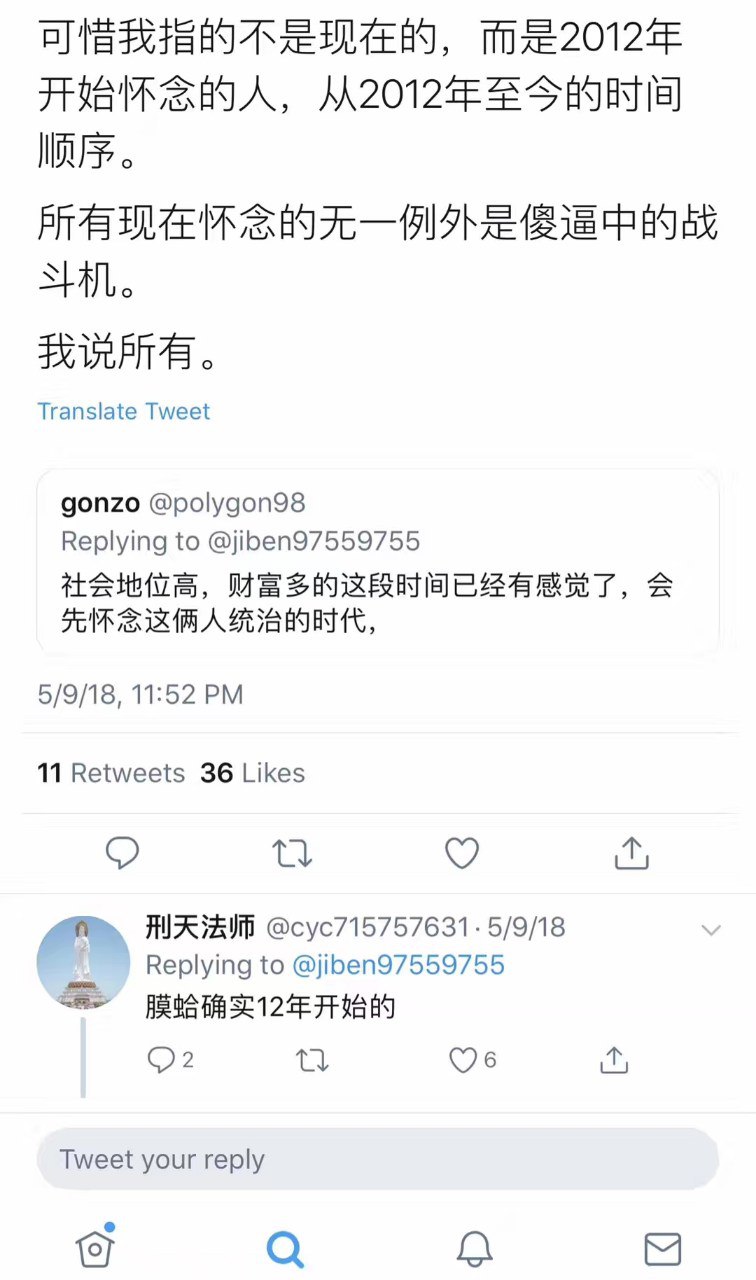 可惜我指的不是现在的，而是2012年
开始怀念的人，从2012年至今的时间
顺序。
所有现在怀念的无一例外是傻逼中的战
斗机。
我说所有。
Translate Tweet
gonzo @polygon98
Replying to @jiben97559755
社会地位高，财富多的这段时间已经有感觉了，会
先怀念这俩人统治的时代，
5/9/18, 11:52 PM
11 Retweets 36 Likes
刑天法师 @cyc715757631 · 5/9/18
Replying to @jiben97559755
膜蛤确实12年开始的
2
6
Tweet your reply